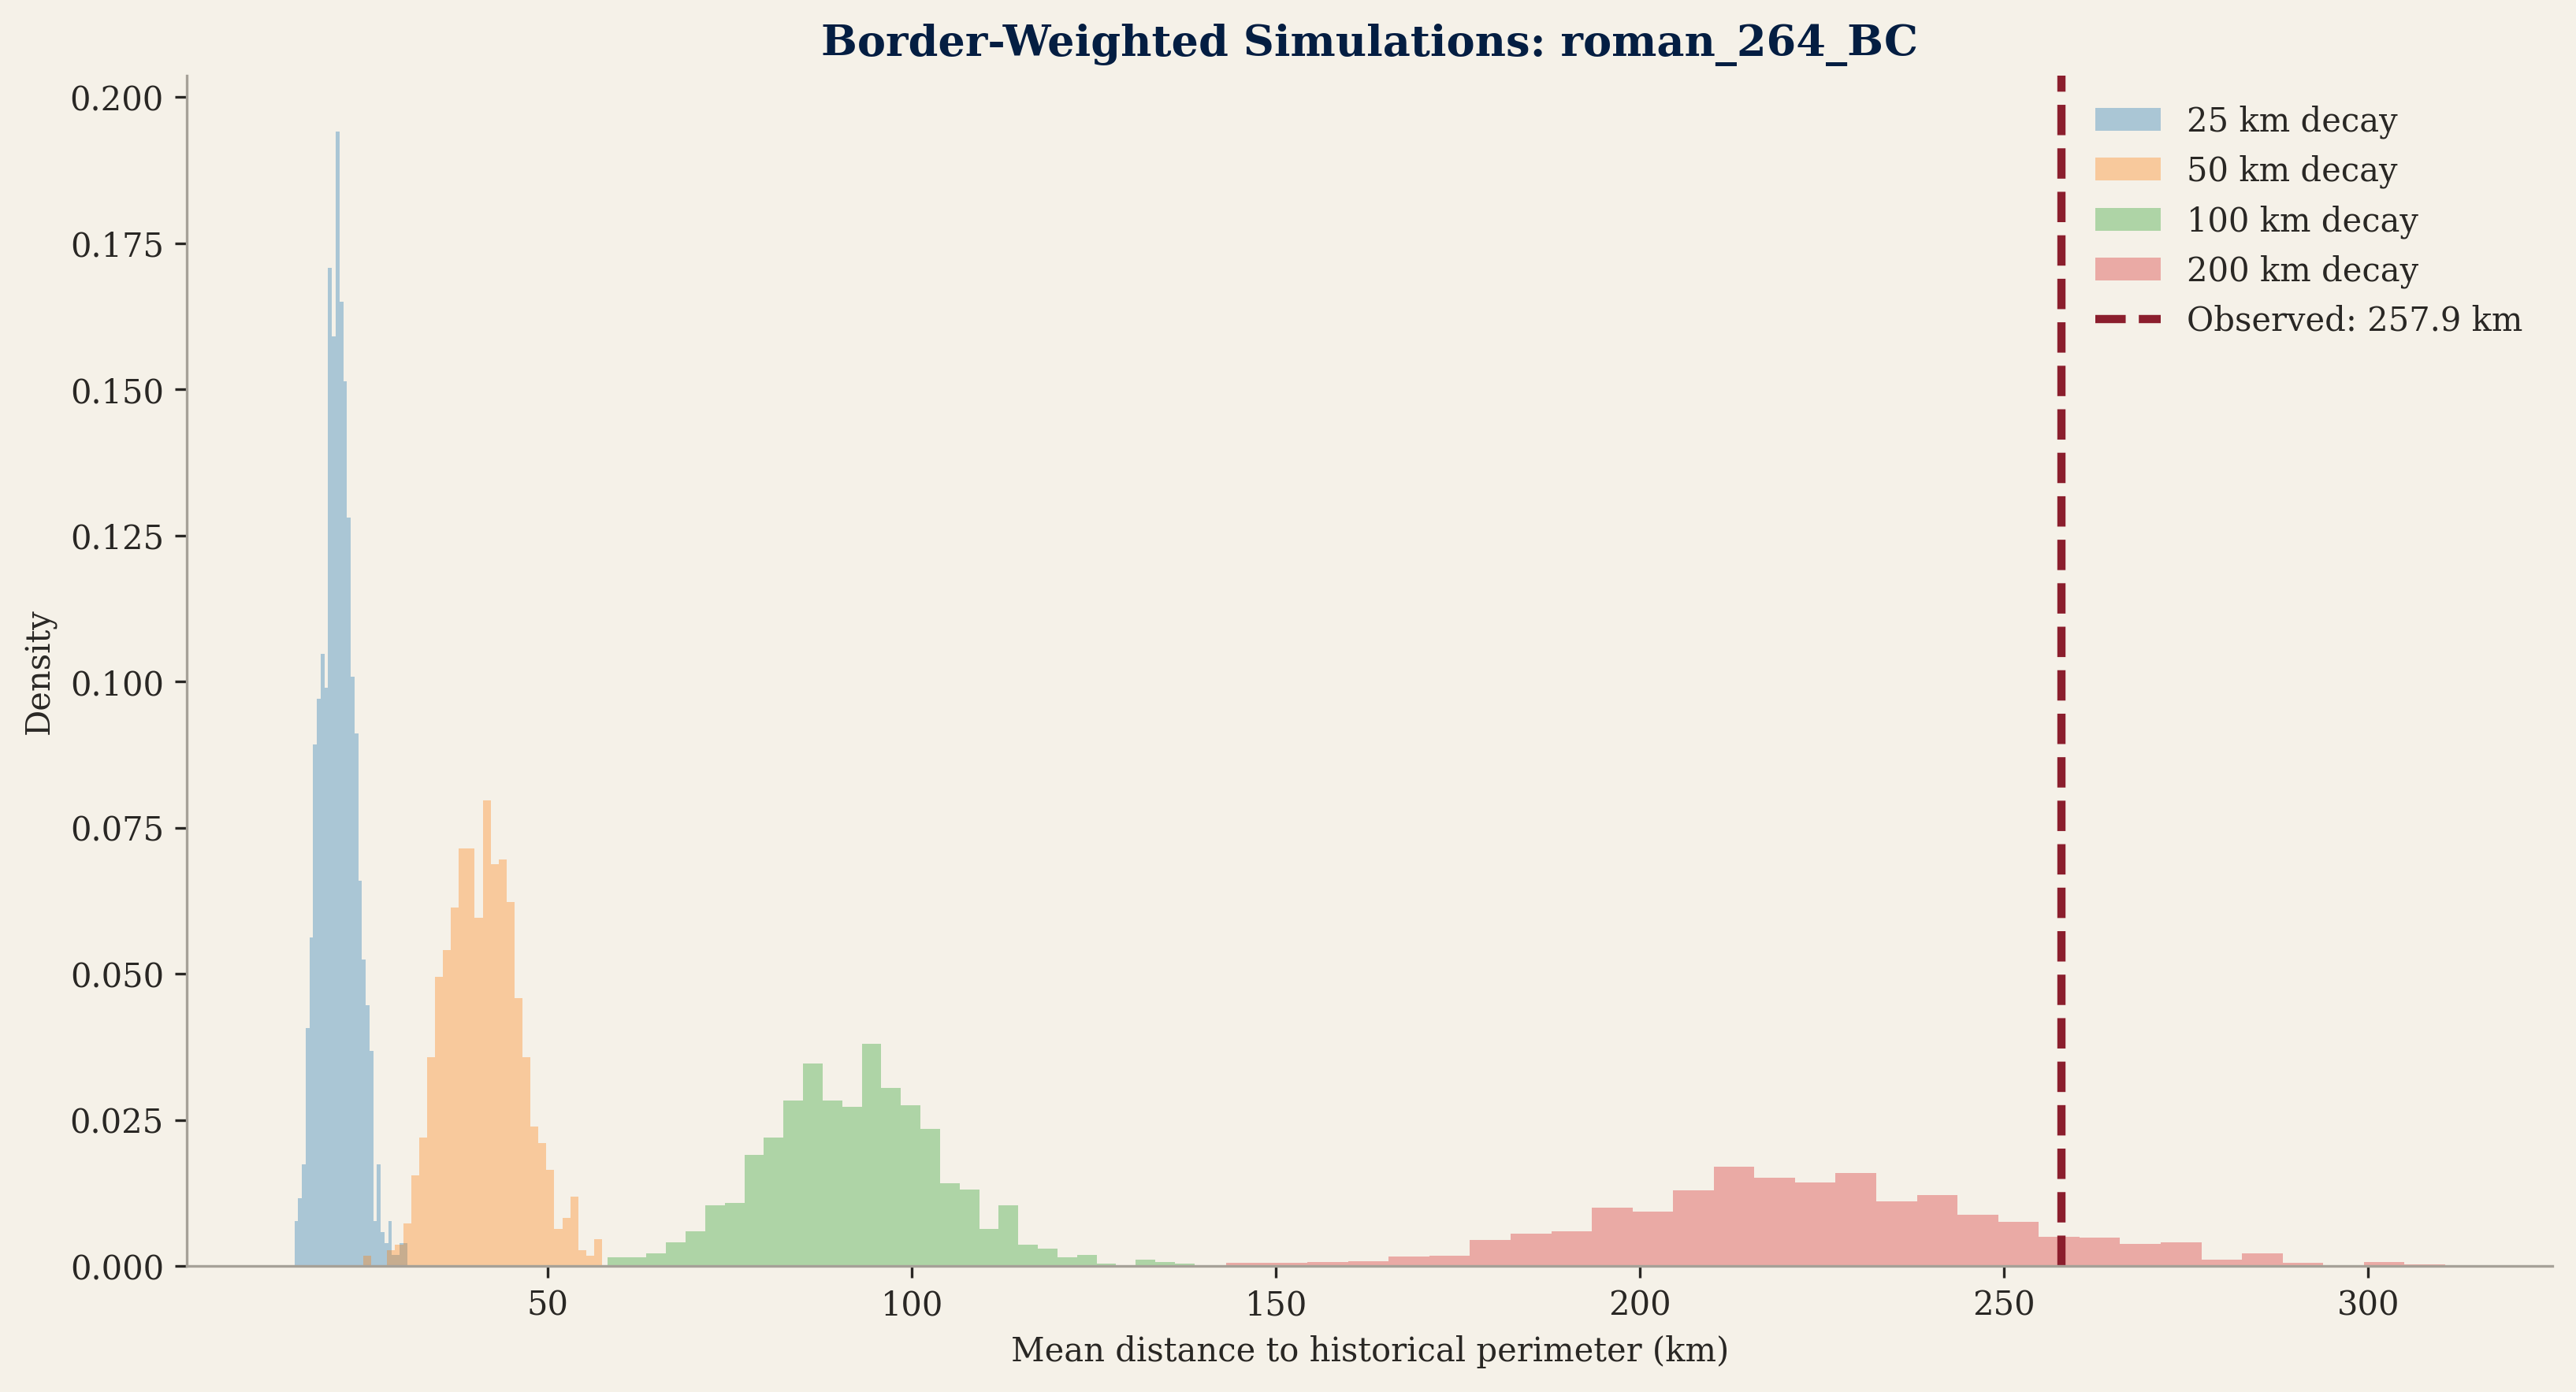 Border-Weighted Simulations: roman_264_BC
0.200
0.175
0.150
0.125
0.100
0.075
0.050
0.025
0.000
Density
25 km decay
50 km decay
100 km decay
200 km decay
Observed: 257.9 km
50
100
150
200
250
300
Mean distance to historical perimeter (km)